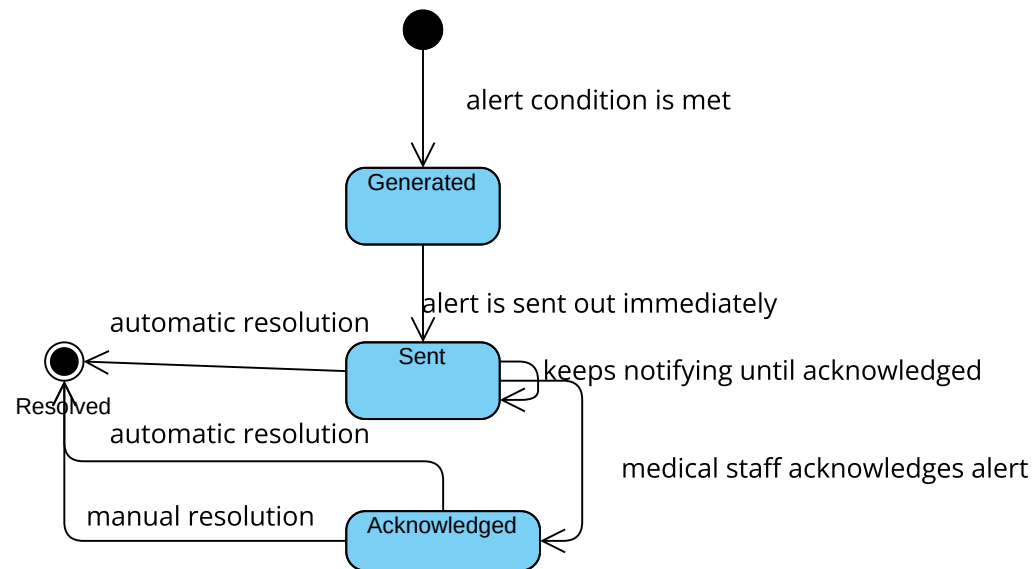 alert condition is met
Generated
alert is sent out immediately
automatic resolution
Sent
keeps notifying until acknowledged
Resolved
automatic resolution
medical staff acknowledges alert
manual resolution
Acknowledged